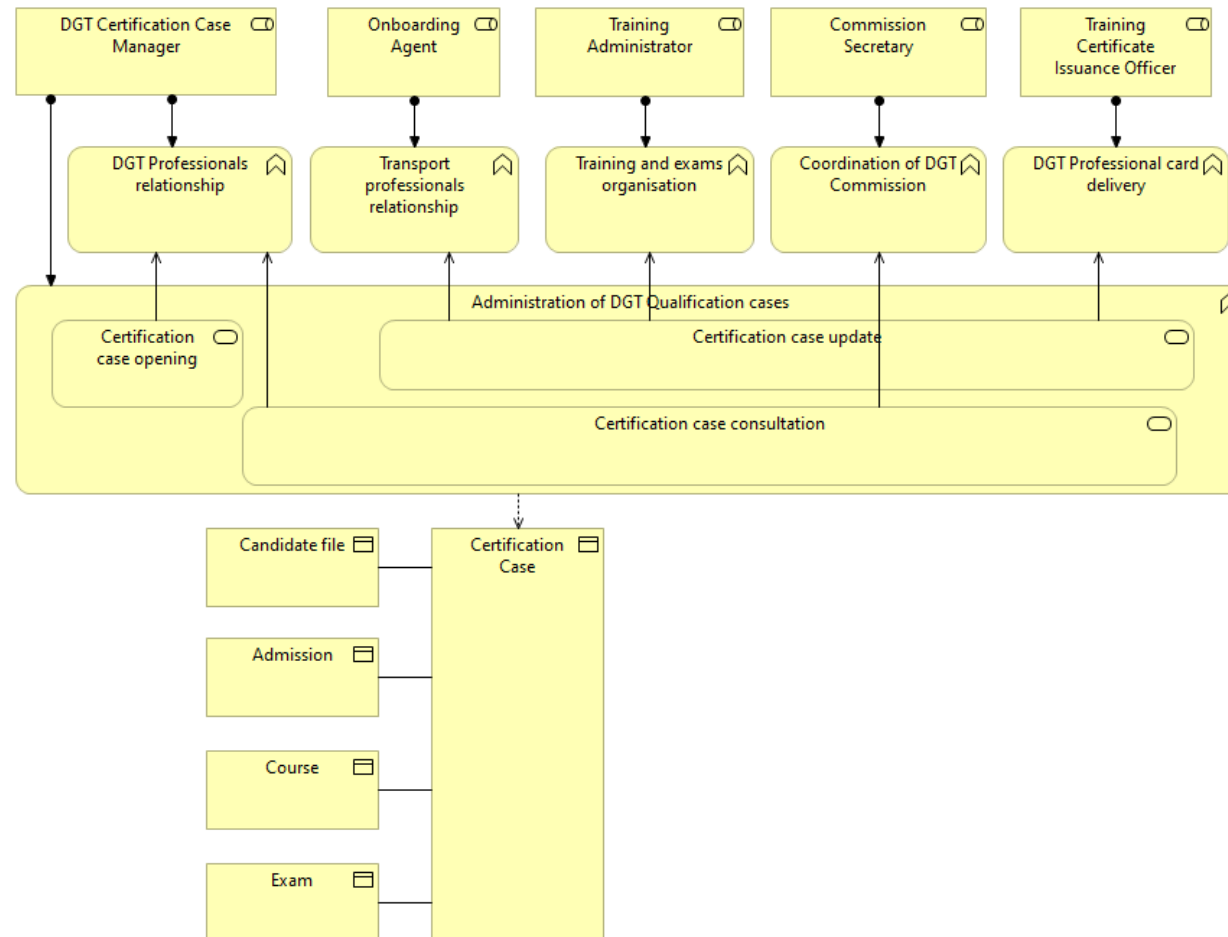 DGT Certification Case
Manager
Onboarding
Agent
Training
Administrator
Commission
Secretary
Training
Certificate
Issuance Officer
DGT Professionals
relationship
Transport
professionals
relationship
Training and exams
organisation
Coordination of DGT
Commission
DGT Professional card
delivery
Administration of DGT Qualification cases
Certification
case opening
Certification case update
Certification case consultation
Candidate file
Certification
Case
Admission
Course
Exam